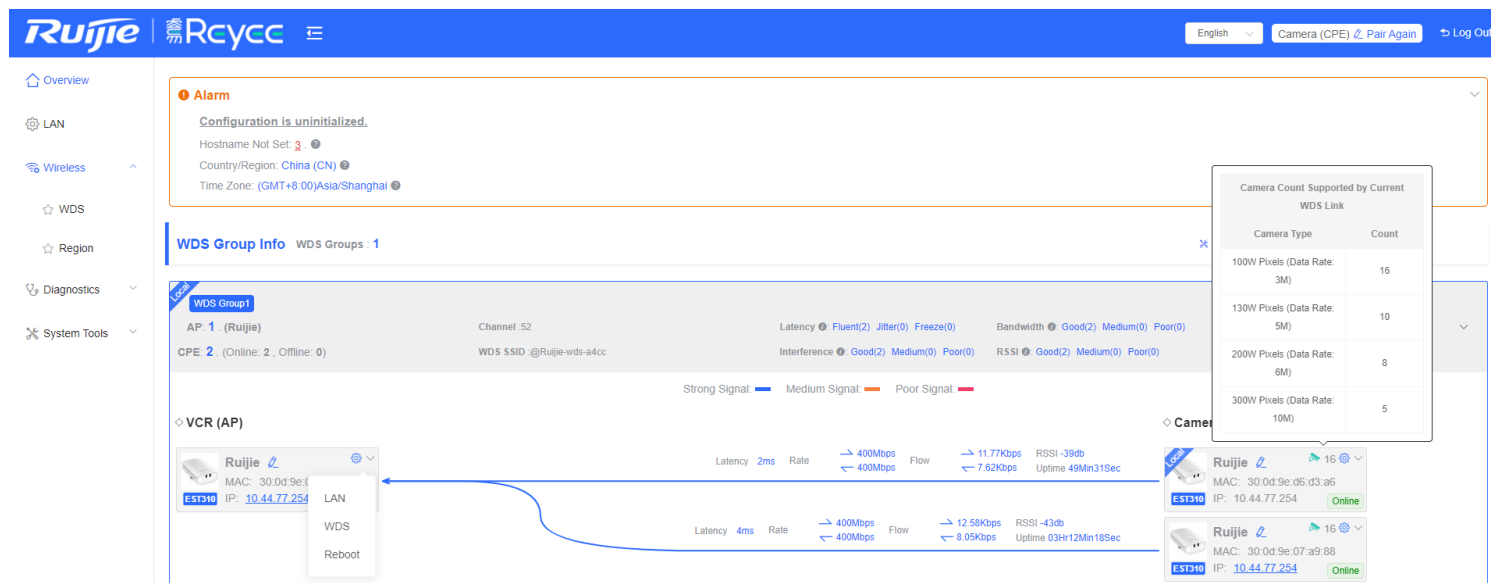 Ruijie | 睿易 Reyee
English
Camera (CPE) Pair Again
Log Out
Overview
LAN
Wireless
WDS
Region
Diagnostics
System Tools
Alarm
Configuration is uninitialized.
Hostname Not Set: 3 .
Country/Region: China (CN)
Time Zone: (GMT+8:00)Asia/Shanghai
WDS Group Info WDS Groups : 1
Camera Count Supported by Current
WDS Link
Camera Type Count
100W Pixels (Data Rate:
3M) 16
130W Pixels (Data Rate:
5M) 10
200W Pixels (Data Rate:
6M) 8
300W Pixels (Data Rate:
10M) 5
Local
WDS Group1
AP: 1 . (Ruijie) Channel :52 Latency : Fluent(2) Jitter(0) Freeze(0) Bandwidth : Good(2) Medium(0) Poor(0)
CPE: 2 . (Online: 2 , Offline: 0) WDS SSID :@Ruijie-wds-a4cc Interference : Good(2) Medium(0) Poor(0) RSSI : Good(2) Medium(0) Poor(0)
Strong Signal: Medium Signal: Poor Signal:
VCR (AP)
Ruijie
MAC: 30:0d:9e:
EST310 IP: 10.44.77.254
LAN
WDS
Reboot
Latency 2ms Rate 400Mbps 400Mbps Flow 11.77Kbps 7.62Kbps RSSI -39db Uptime 49Min31Sec
Latency 4ms Rate 400Mbps 400Mbps Flow 12.58Kbps 8.05Kbps RSSI -43db Uptime 03Hr12Min18Sec
Local
Ruijie 16
MAC: 30:0d:9e:d6:d3:a6
EST310 IP: 10.44.77.254 Online
Ruijie 16
MAC: 30:0d:9e:07:a9:88
EST310 IP: 10.44.77.254 Online